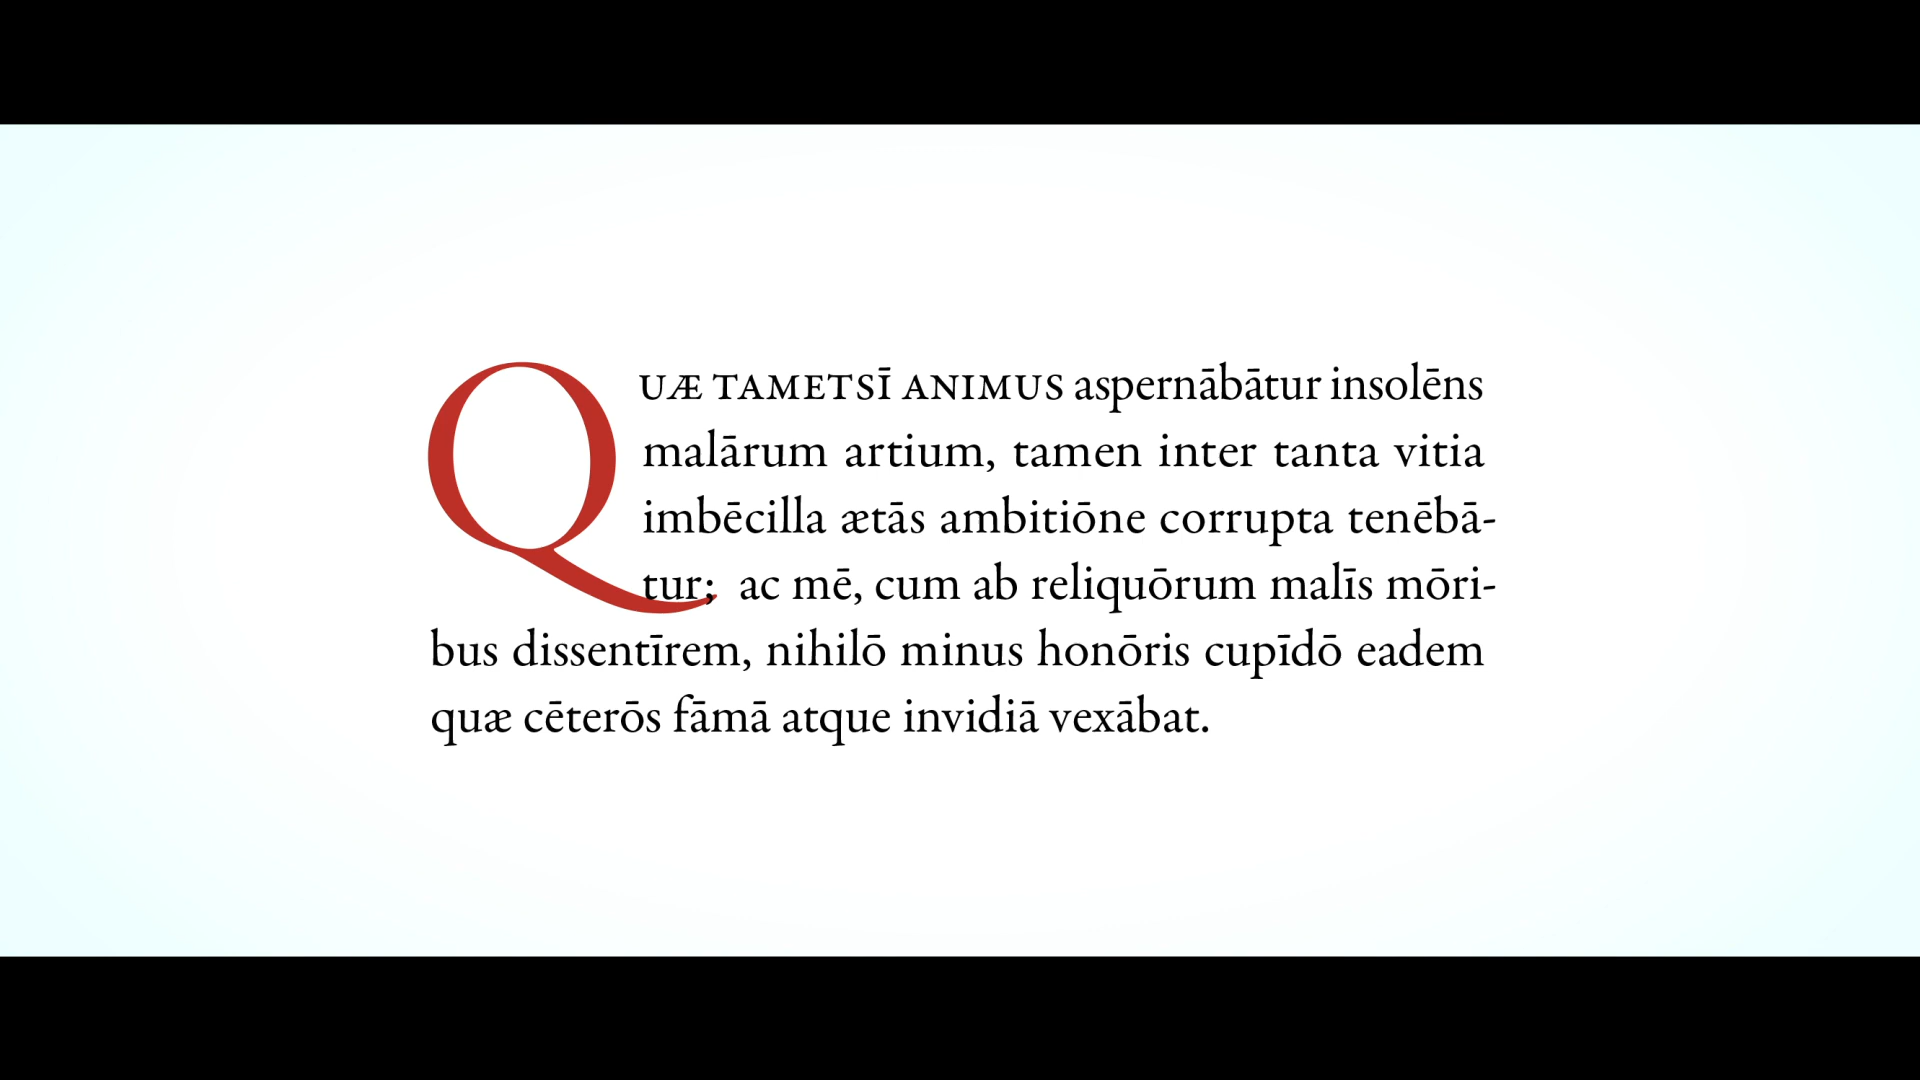 QUÆ TAMETSĪ ANIMUS aspernābātur insolēns
malārum artium, tamen inter tanta vitia
imbēcilla ætās ambitiōne corrupta tenēbā-
tur; ac mē, cum ab reliquōrum malīs mōri-
bus dissentīrem, nihilō minus honōris cupīdō eadem
quæ cēterōs fāmā atque invidiā vexābat.